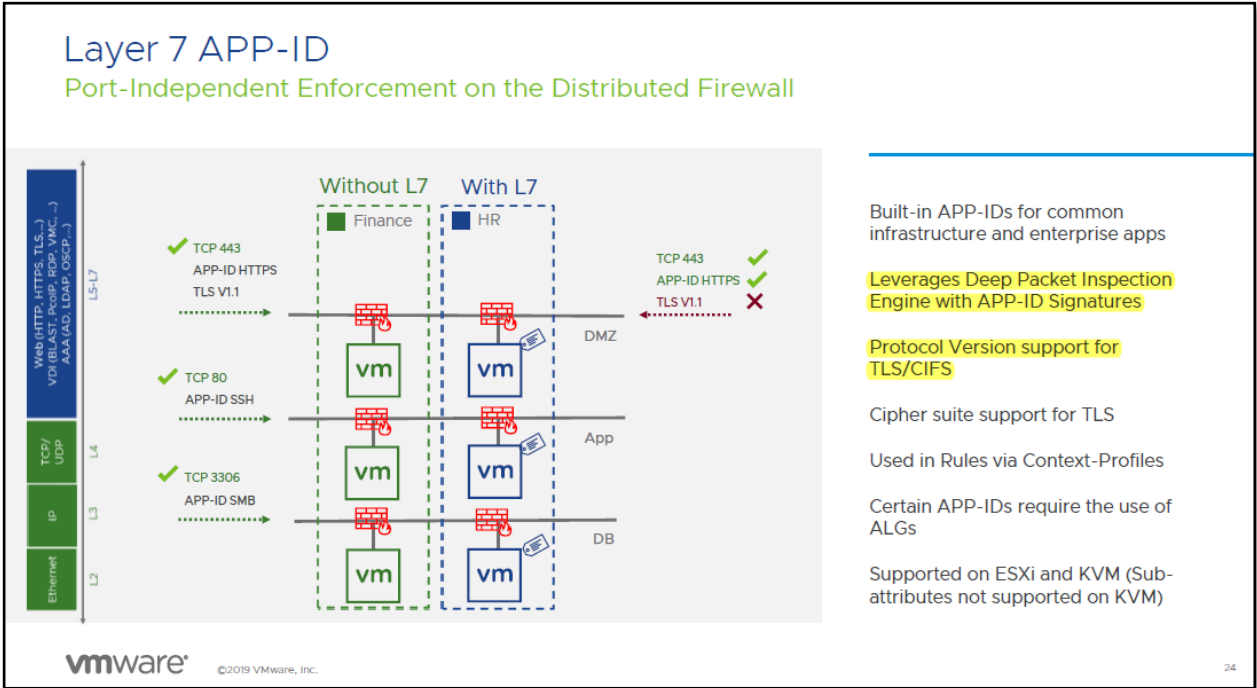 Layer 7 APP-ID
Port-Independent Enforcement on the Distributed Firewall
Web (HTTP, HTTPS, TLS,..)
VDI (BLAST, PcoIP, RDP, VMC, ..)
AAA (AD, LDAP, OSCP,...)
L5-L7
TCP/
UDP
L4
IP
L3
Ethernet
L2
Without L7
With L7
Finance
HR
TCP 443
APP-ID HTTPS
TLS V1.1
TCP 443
APP-ID HTTPS
TLS V1.1
DMZ
vm
vm
TCP 80
APP-ID SSH
App
vm
vm
TCP 3306
APP-ID SMB
DB
vm
vm
Built-in APP-IDs for common
infrastructure and enterprise apps
Leverages Deep Packet Inspection
Engine with APP-ID Signatures
Protocol Version support for
TLS/CIFS
Cipher suite support for TLS
Used in Rules via Context-Profiles
Certain APP-IDs require the use of
ALGs
Supported on ESXi and KVM (Sub-
attributes not supported on KVM)
vmware®
©2019 VMware, Inc.
24